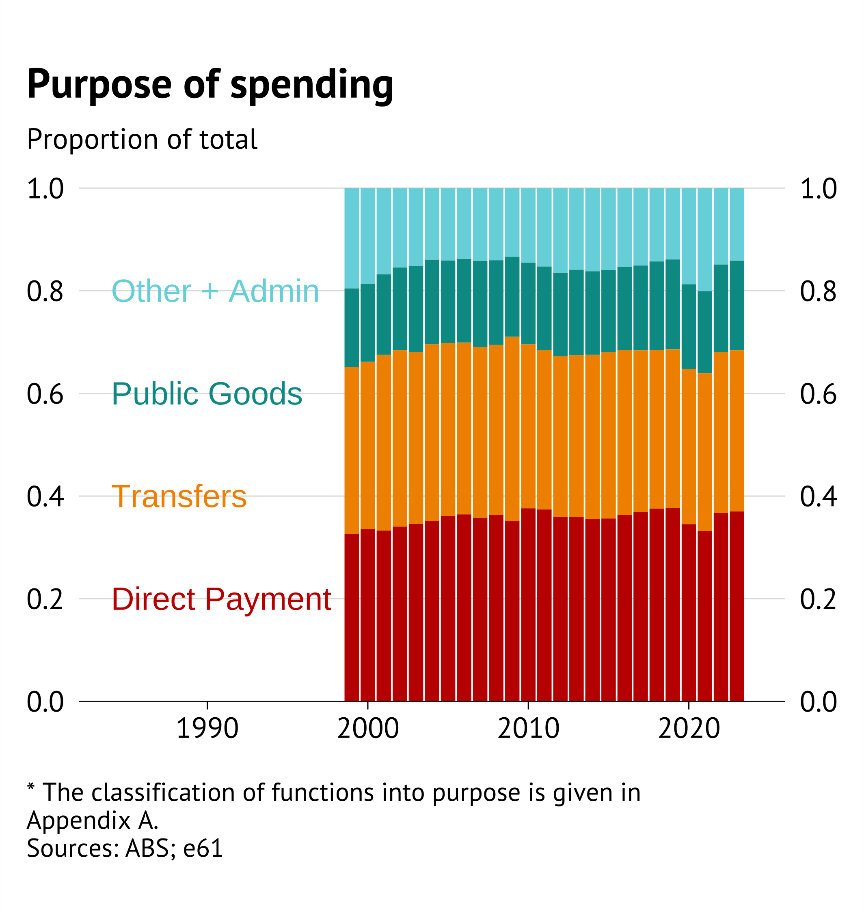 Purpose of spending
Proportion of total
1.0 1.0
Other + Admin
0.8 0.8
Public Goods
0.6 0.6
Transfers
0.4 0.4
Direct Payment
0.2 0.2
0.0 0.0
1990 2000 2010 2020
* The classification of functions into purpose is given in
Appendix A.
Sources: ABS; e61